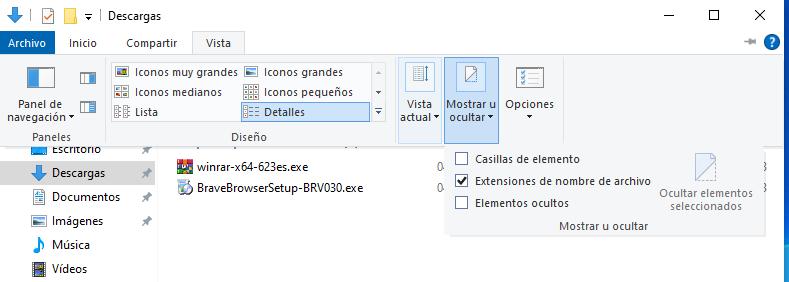 Descargas
Archivo Inicio Compartir Vista
Panel de navegación
Paneles
Iconos muy grandes Iconos grandes
Iconos medianos Iconos pequeños
Lista Detalles
Diseño
Vista actual
Mostrar u ocultar
Opciones
Escritorio
Descargas
Documentos
Imágenes
Música
Vídeos
winrar-x64-623es.exe
BraveBrowserSetup-BRV030.exe
Casillas de elemento
Extensiones de nombre de archivo
Elementos ocultos
Ocultar elementos seleccionados
Mostrar u ocultar